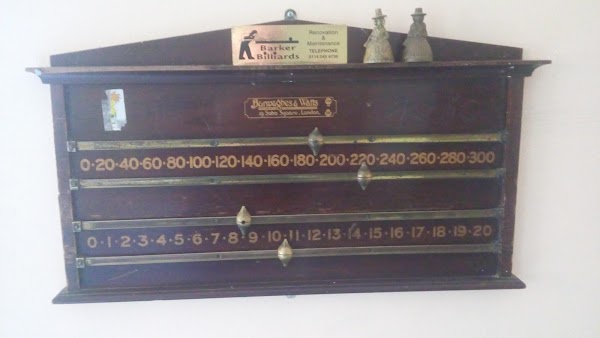 Barker
Billiards
Renovation
&
Maintenance
TELEPHONE
Burroughes & Watts
19 Soho Square, London.
0·20·40·60·80·100·120·140·160·180·200·220·240·260·280·300
0·1·2·3·4·5·6·7·8·9·10·11·12·13·14·15·16·17·18·19·20